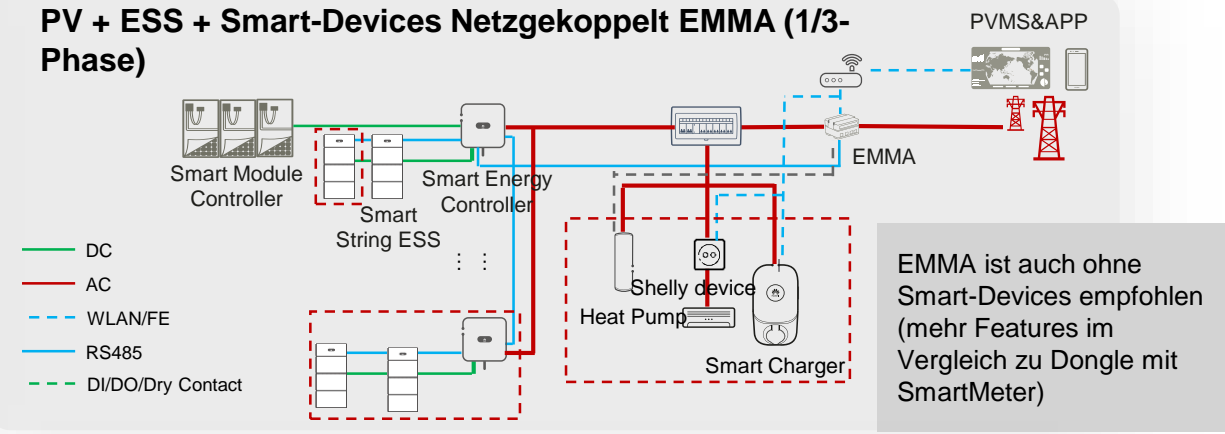 PV + ESS + Smart-Devices Netzgekoppelt EMMA (1/3-
Phase)
PVMS&APP
EMMA
Smart Module
Controller
Smart Energy
Controller
Smart
String ESS
DC
AC
WLAN/FE
RS485
DI/DO/Dry Contact
Shelly device
Heat Pump
Smart Charger
EMMA ist auch ohne
Smart-Devices empfohlen
(mehr Features im
Vergleich zu Dongle mit
SmartMeter)